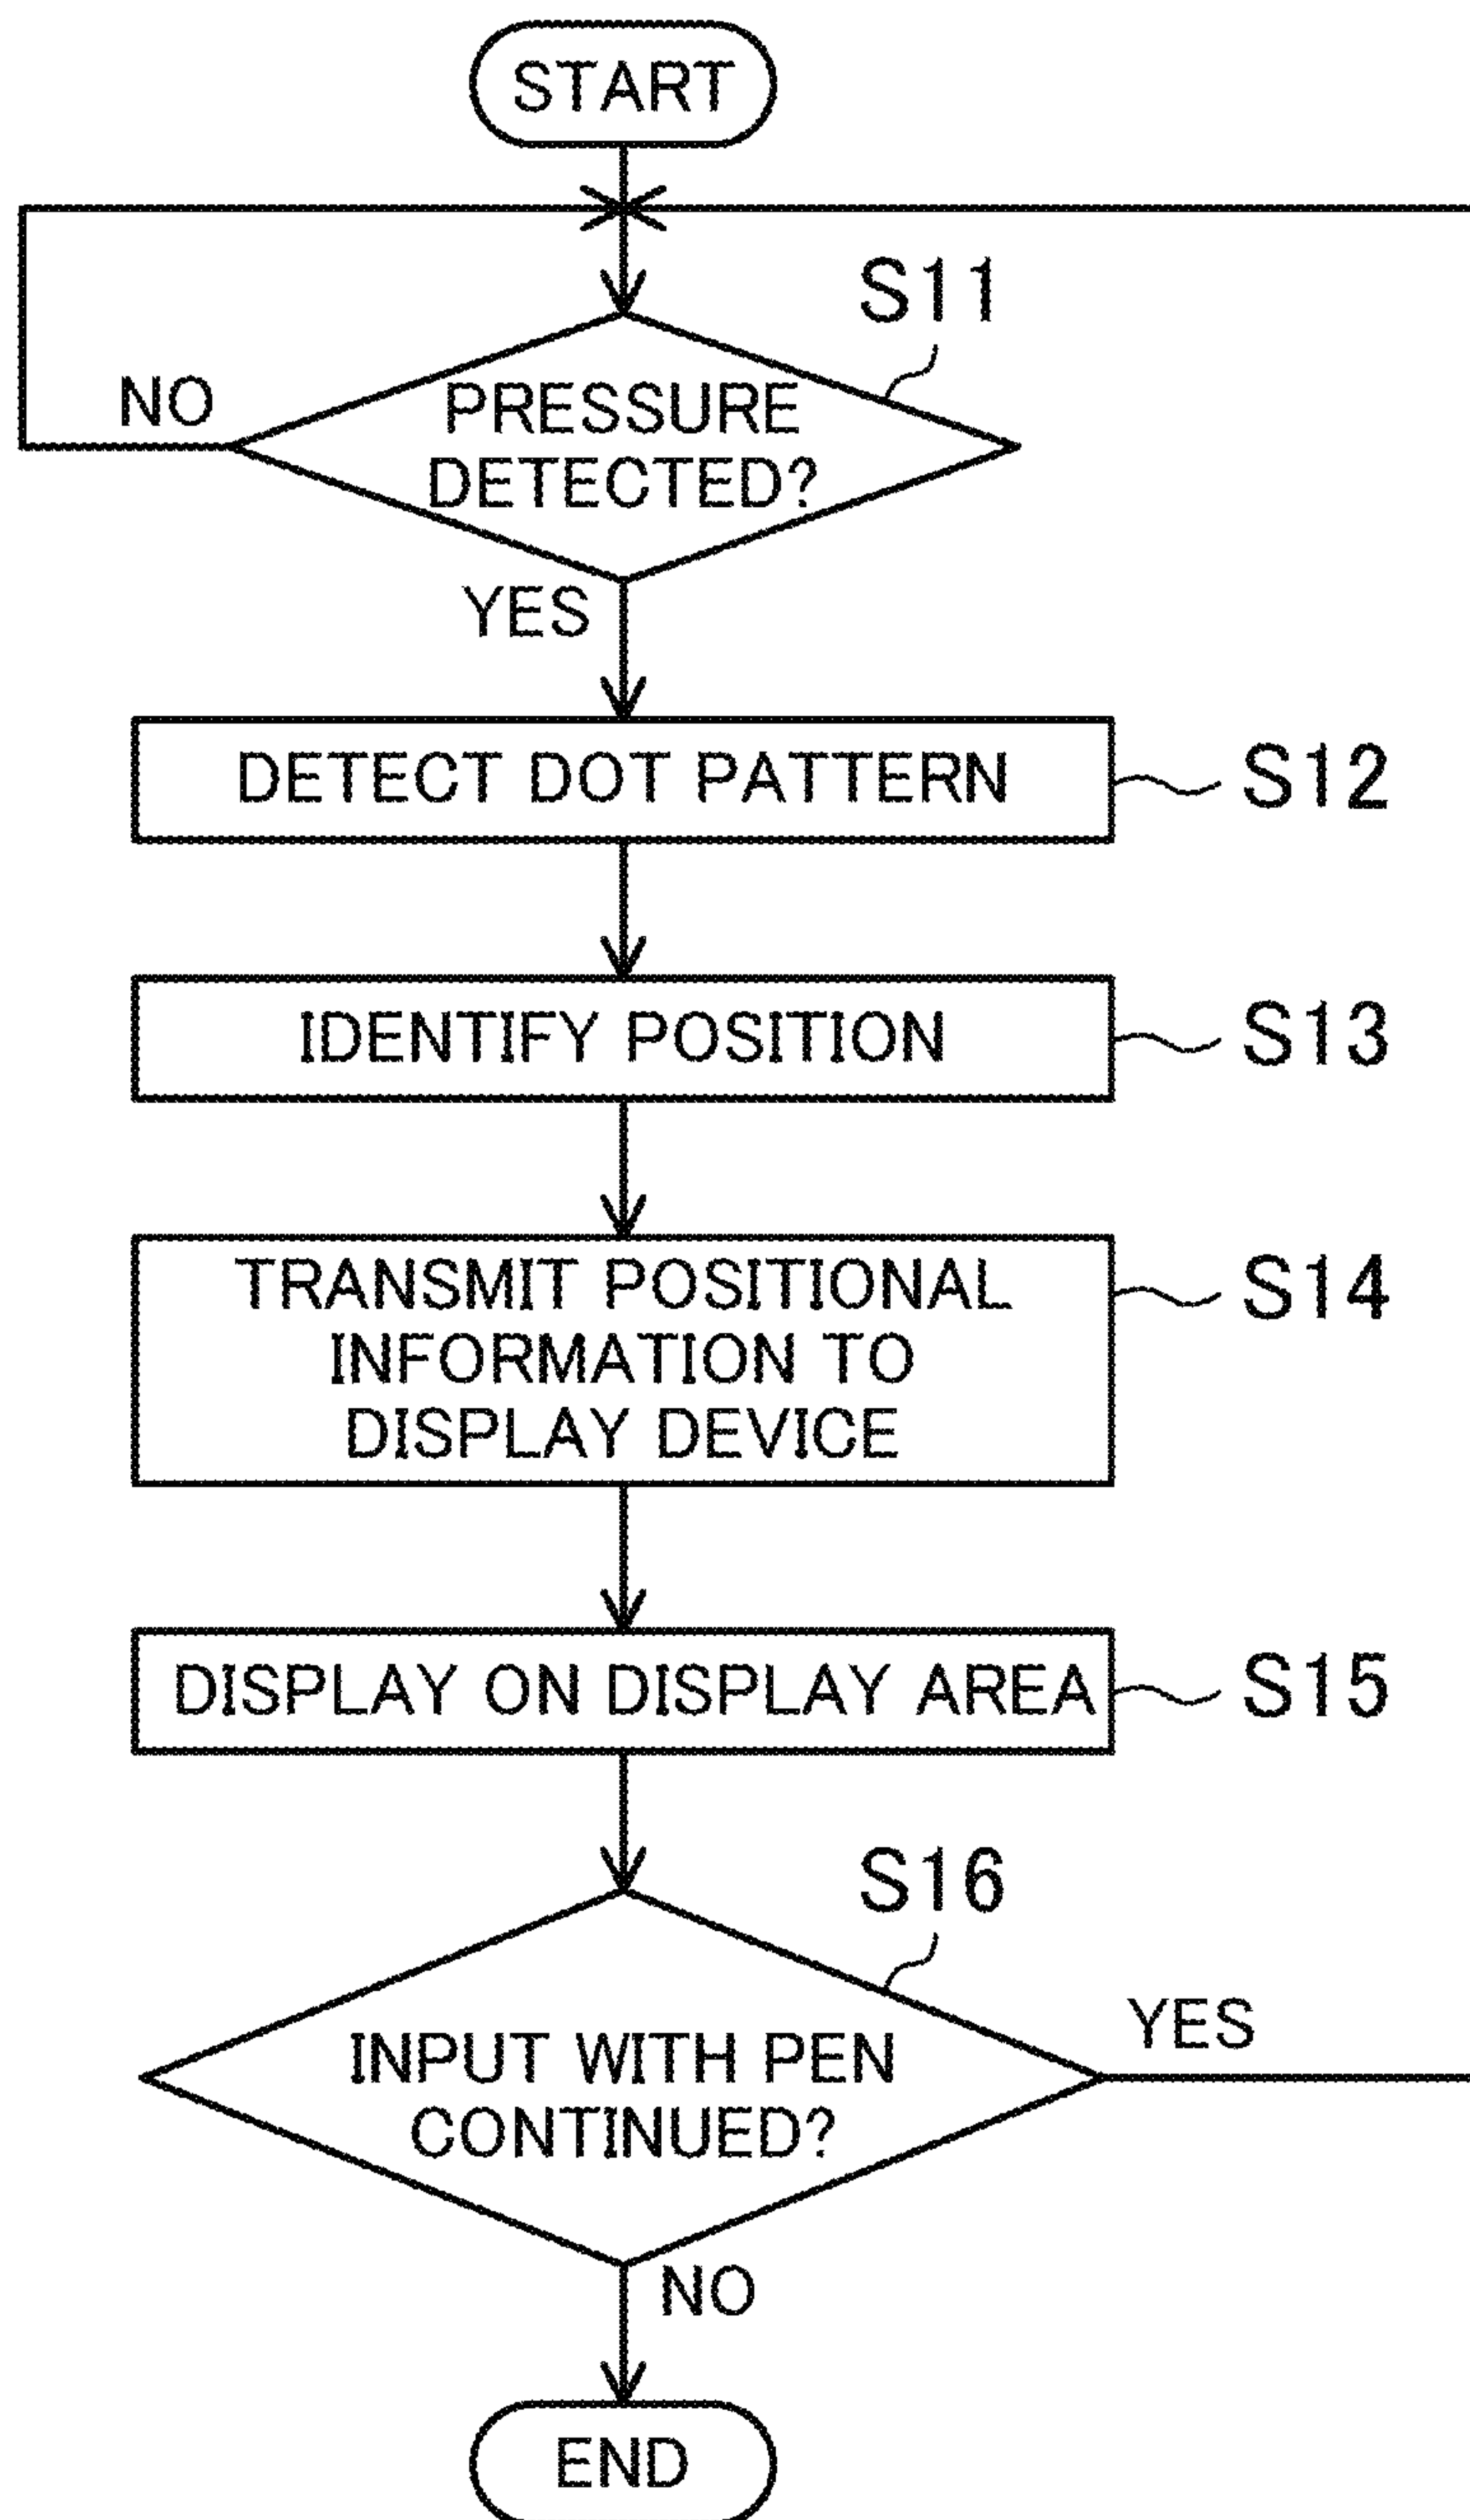 START
S11
NO
PRESSURE
DETECTED?
YES
DETECT DOT PATTERN
S12
IDENTIFY POSITION
S13
TRANSMIT POSITIONAL
INFORMATION TO
DISPLAY DEVICE
S14
DISPLAY ON DISPLAY AREA
S15
S16
YES
INPUT WITH PEN
CONTINUED?
NO
END